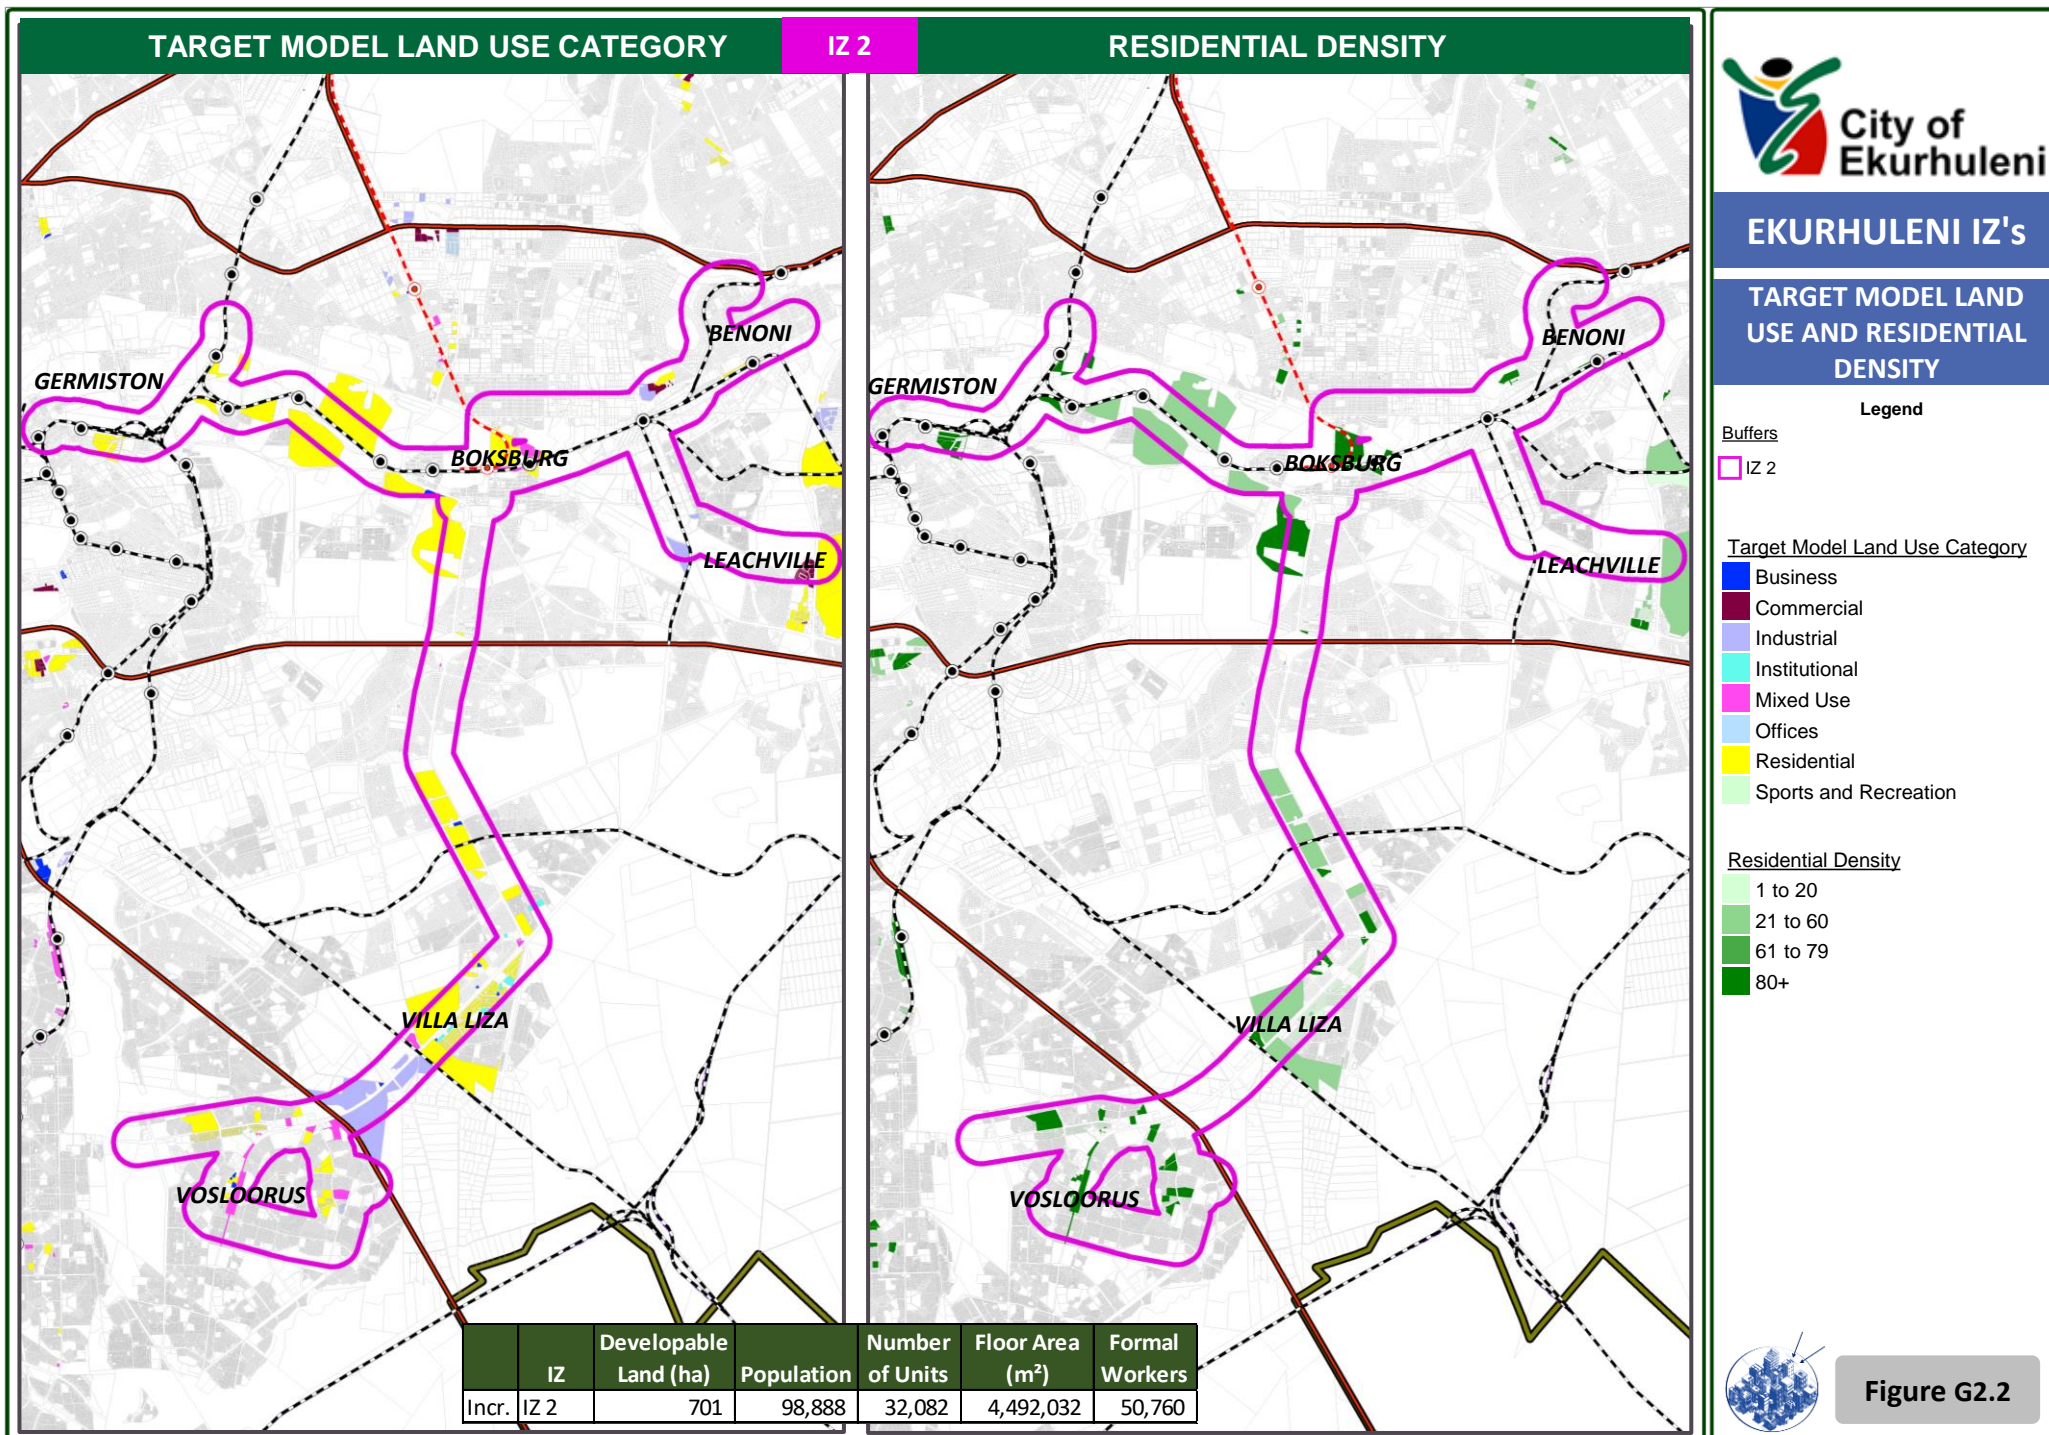 TARGET MODEL LAND USE CATEGORY
IZ 2
RESIDENTIAL DENSITY
GERMISTON
BENONI
BOKSBURG
LEACHVILLE
VILLA LIZA
VOSLOORUS
GERMISTON
BENONI
BOKSBURG
LEACHVILLE
VILLA LIZA
VOSLOORUS
IZ Developable Land (ha) Population Number of Units Floor Area (m²) Formal Workers
Incr. IZ 2 701 98,888 32,082 4,492,032 50,760
City of
Ekurhuleni
EKURHULENI IZ's
TARGET MODEL LAND
USE AND RESIDENTIAL
DENSITY
Legend
Buffers
IZ 2
Target Model Land Use Category
Business
Commercial
Industrial
Institutional
Mixed Use
Offices
Residential
Sports and Recreation
Residential Density
1 to 20
21 to 60
61 to 79
80+
Figure G2.2